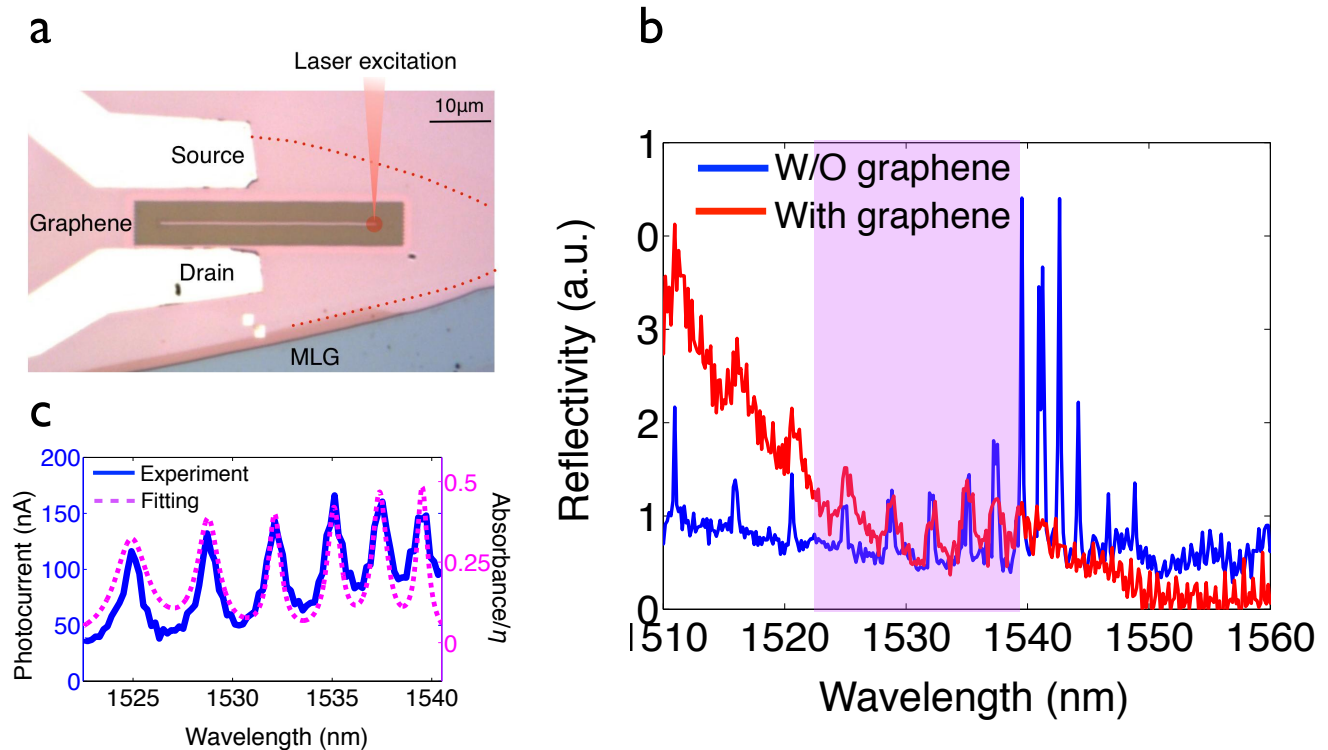 a
Laser excitation
10μm
Source
Graphene
Drain
MLG
b
Reflectivity (a.u.)
1
0
3
2
1
0
W/O graphene
With graphene
1510 1520 1530 1540 1550 1560
Wavelength (nm)
c
Photocurrent (nA)
200
150
100
50
0
Experiment
Fitting
0.5
0.25
0
Absorbance/η
1525 1530 1535 1540
Wavelength (nm)